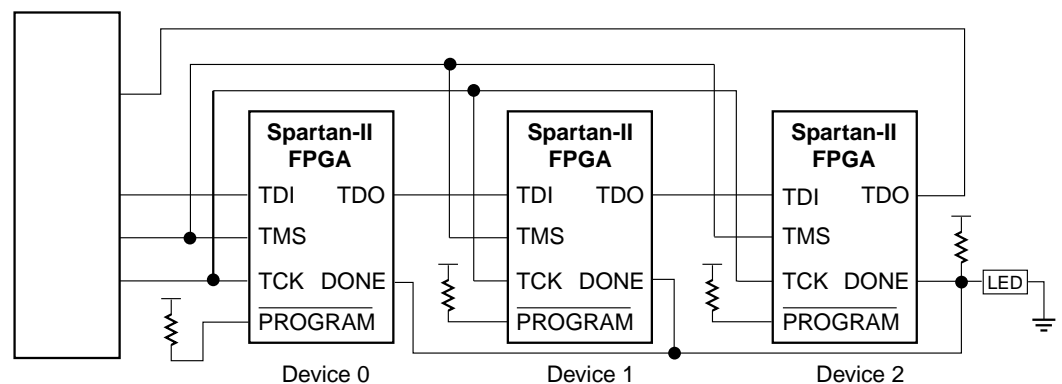 Spartan-II
FPGA
TDI TDO
TMS
TCK DONE
PROGRAM
Device 0
Spartan-II
FPGA
TDI TDO
TMS
TCK DONE
PROGRAM
Device 1
Spartan-II
FPGA
TDI TDO
TMS
TCK DONE
PROGRAM
Device 2
LED